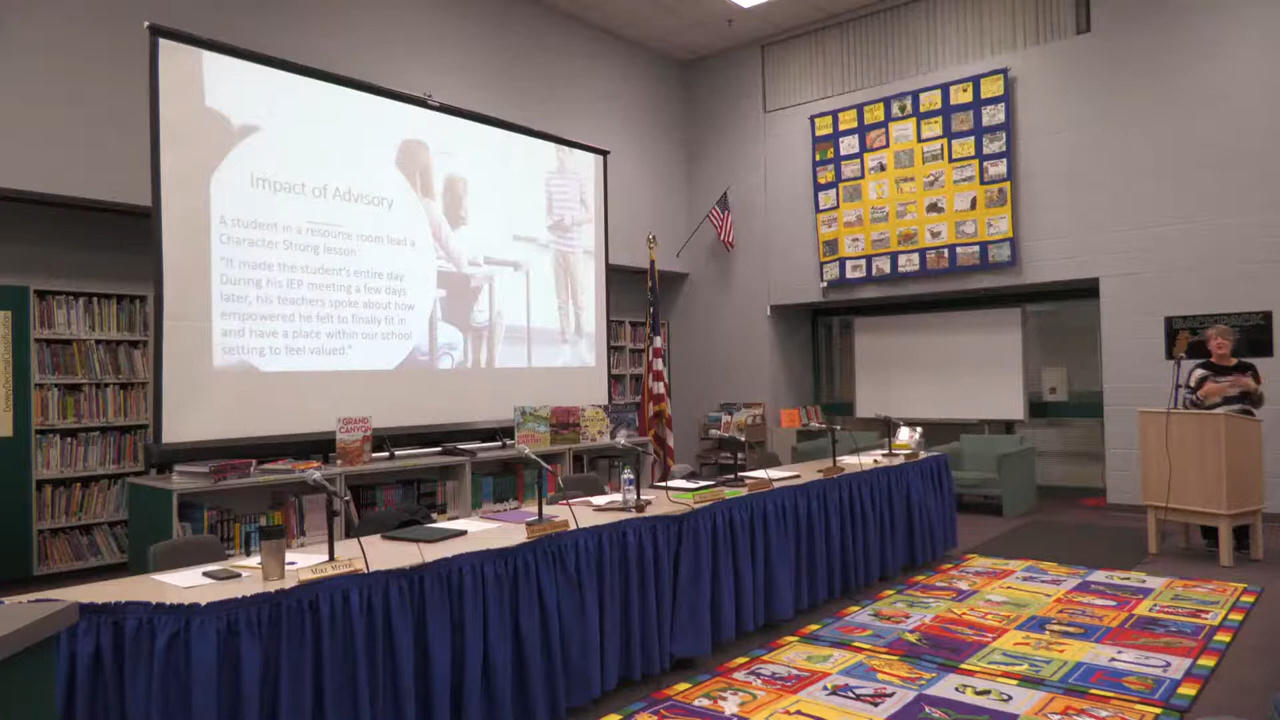 Impact of Advisory
A student in a resource room lead a
Character Strong lesson.
"It made the student's entire day.
During his IEP meeting a few days
later, his teachers spoke about how
empowered he felt to finally fit in
and have a place within our school
setting to feel valued."
DeweyDecimalClassification
GRAND
CANYON
BACKPACK